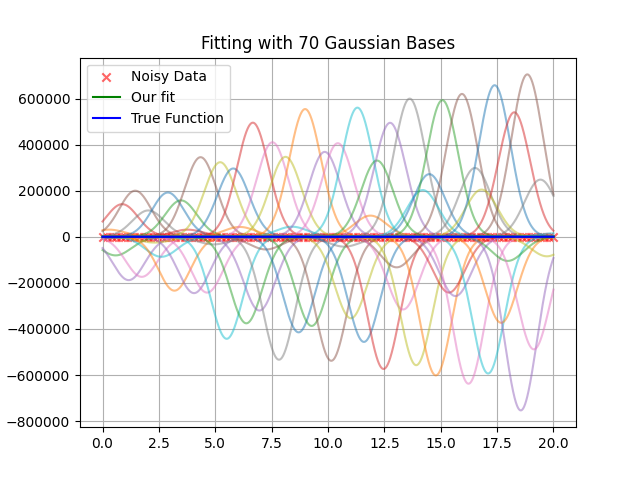 Fitting with 70 Gaussian Bases
Noisy Data
Our fit
True Function
600000
400000
200000
0
−200000
−400000
−600000
−800000
0.0 2.5 5.0 7.5 10.0 12.5 15.0 17.5 20.0